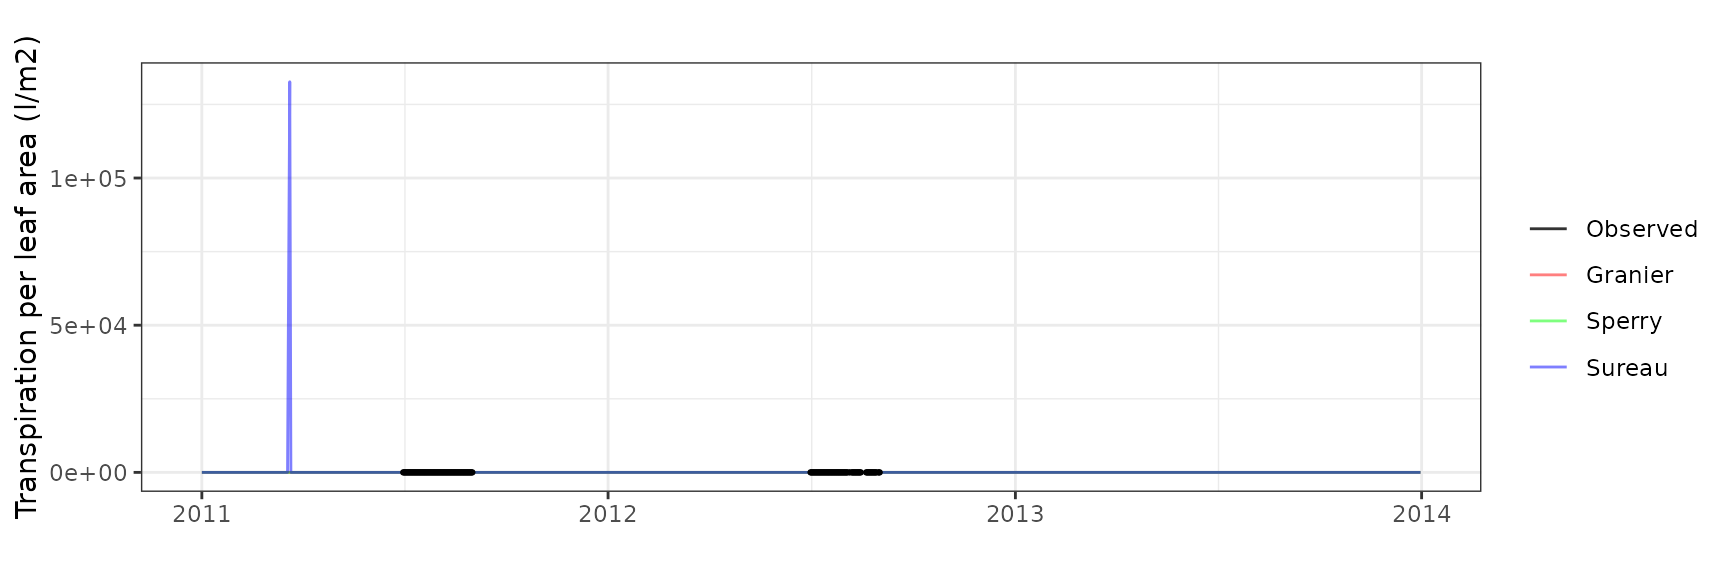 Transpiration per leaf area (l/m2)
1e+05
5e+04
0e+00
2011
2012
2013
2014
Observed
Granier
Sperry
Sureau